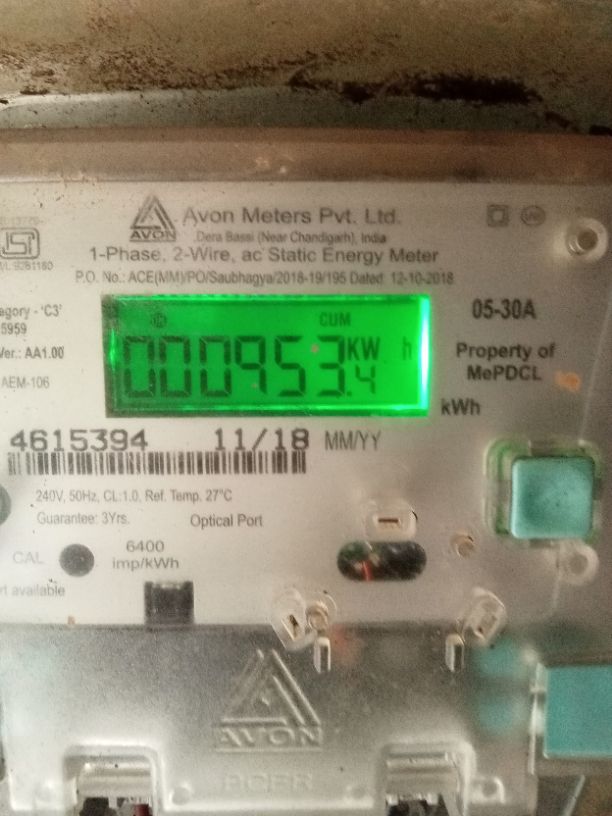 AVON
Avon Meters Pvt. Ltd.
Dera Bassi (Near Chandigarh), India
1-Phase, 2-Wire, ac Static Energy Meter
P.O. No.: ACE(MM)/PO/Saubhagya/2018-19/195 Dated 12-10-2018
egory - 'C3'
5959
Ver.: AA1.00
AEM-106
CUM
000953.4 KW h
05-30A
Property of
MePDCL
kWh
4615394 11/18 MM/YY
240V, 50Hz, CL:1.0, Ref. Temp. 27°C
Guarantee: 3Yrs.
Optical Port
CAL
6400
imp/kWh
rt available
AVON